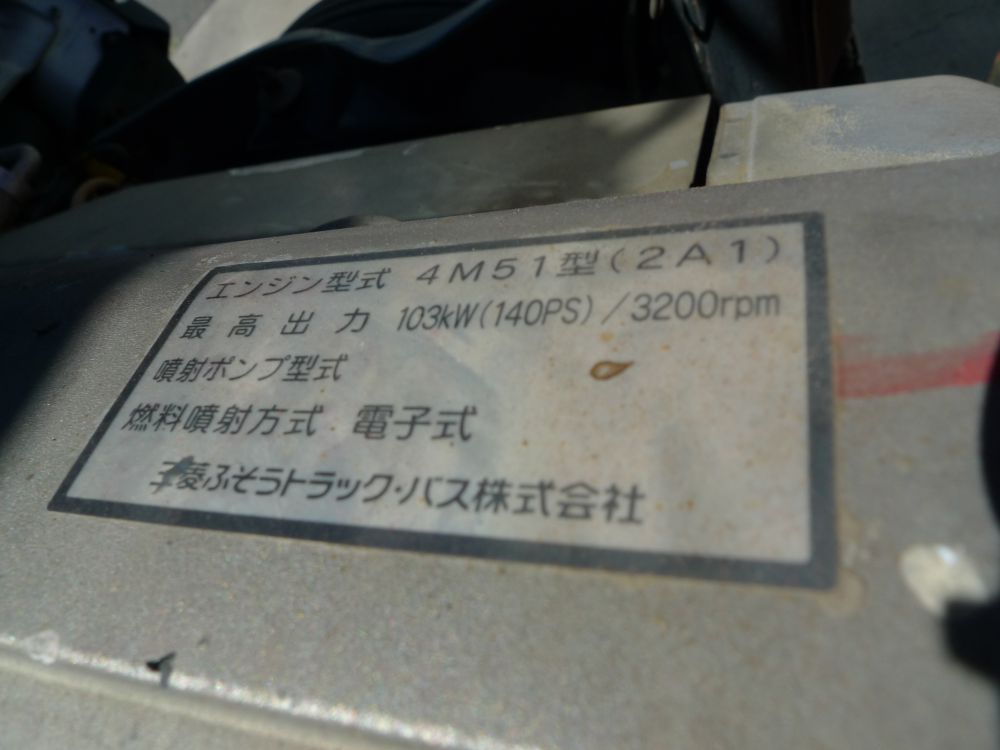 エンジン型式 4M51型(2A1)
最高出力 103kW(140PS)/3200rpm
噴射ポンプ型式
燃料噴射方式 電子式
三菱ふそうトラック・バス株式会社